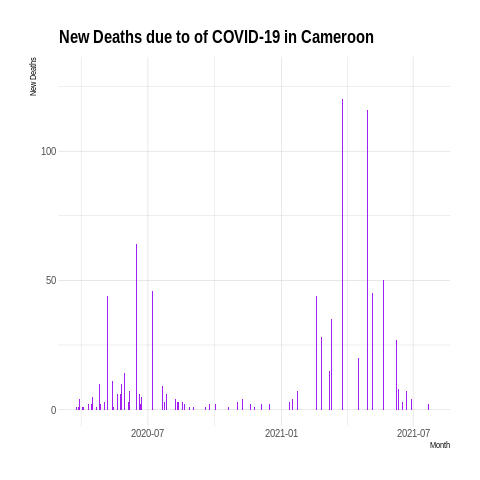 New Deaths due to of COVID-19 in Cameroon
New Deaths
100
50
0
2020-07
2021-01
2021-07
Month